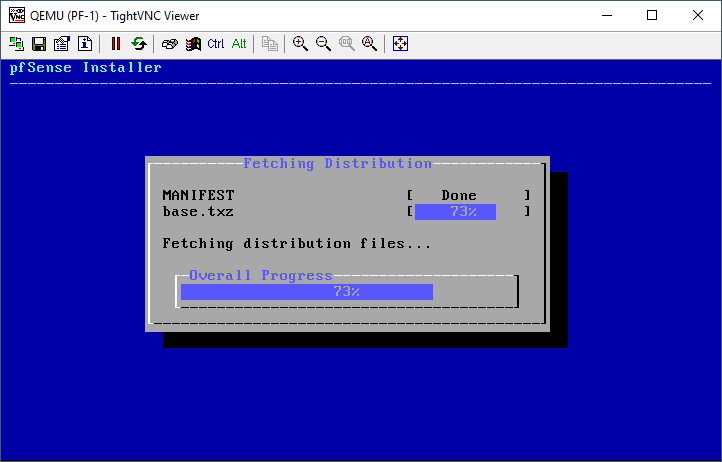 QEMU (PF-1) - TightVNC Viewer
Ctrl Alt
pfSense Installer
Fetching Distribution
MANIFEST [ Done ]
base.txz [ 73% ]
Fetching distribution files...
Overall Progress
73%